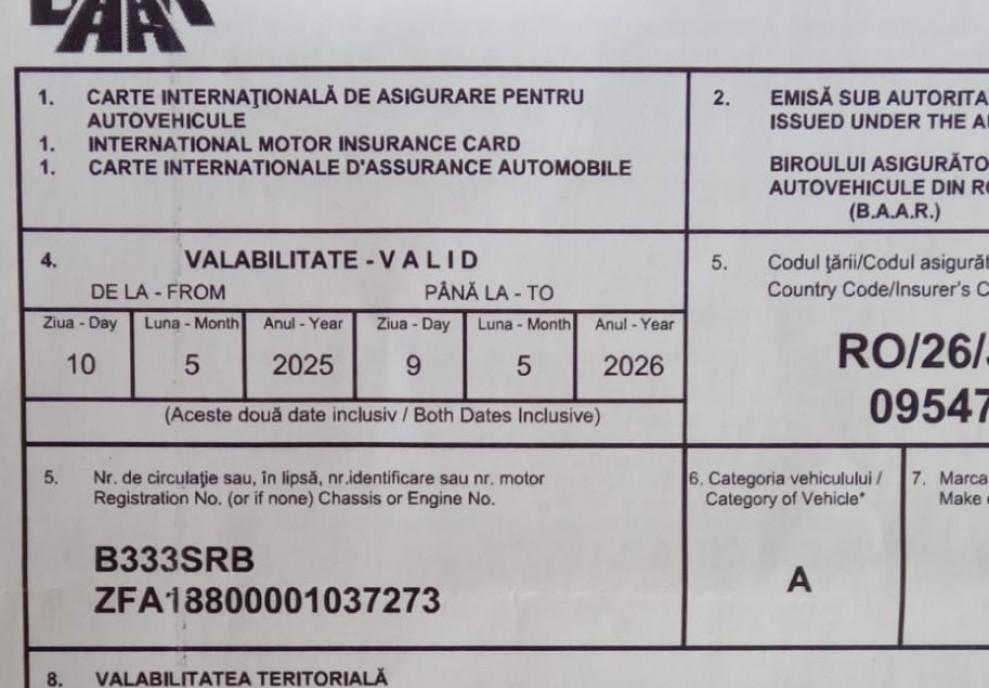 1. CARTE INTERNAŢIONALĂ DE ASIGURARE PENTRU
AUTOVEHICULE
1. INTERNATIONAL MOTOR INSURANCE CARD
1. CARTE INTERNATIONALE D'ASSURANCE AUTOMOBILE
2. EMISĂ SUB
ISSUED UNDER THE
BIROULUI
AUTOVEHICULE DIN
(B.A.A.R.)
4. VALABILITATE - V A L I D
DE LA - FROM PÂNĂ LA - TO
Ziua - Day Luna - Month Anul - Year Ziua - Day Luna - Month Anul - Year
10 5 2025 9 5 2026
(Aceste două date inclusiv / Both Dates Inclusive)
5. Codul ţării/Codul
Country Code/Insurer's
RO/26/
09547
5. Nr. de circulaţie sau, în lipsă, nr.identificare sau nr. motor
Registration No. (or if none) Chassis or Engine No.
B333SRB
ZFA18800001037273
6. Categoria vehiculului /
Category of Vehicle*
A
7. Marca
Make
8. VALABILITATEA TERITORIALĂ